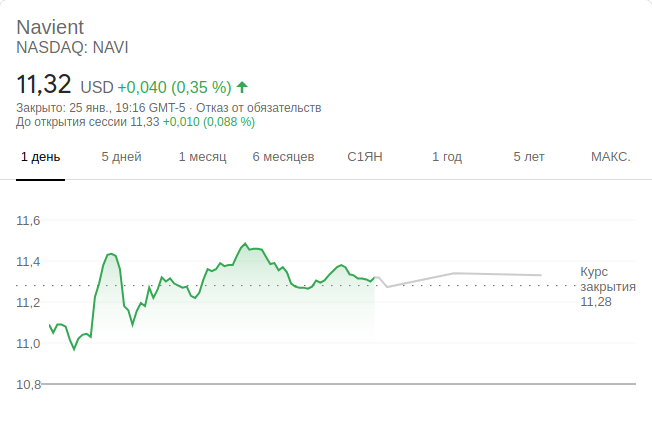 Navient
NASDAQ: NAVI
11,32 USD +0,040 (0,35 %)
Закрыто: 25 янв., 19:16 GMT-5 · Отказ от обязательств
До открытия сессии 11,33 +0,010 (0,088 %)
1 день 5 дней 1 месяц 6 месяцев С1ЯН 1 год 5 лет МАКС.
11,6
11,4
Курс
закрытия
11,28
11,2
11,0
10,8